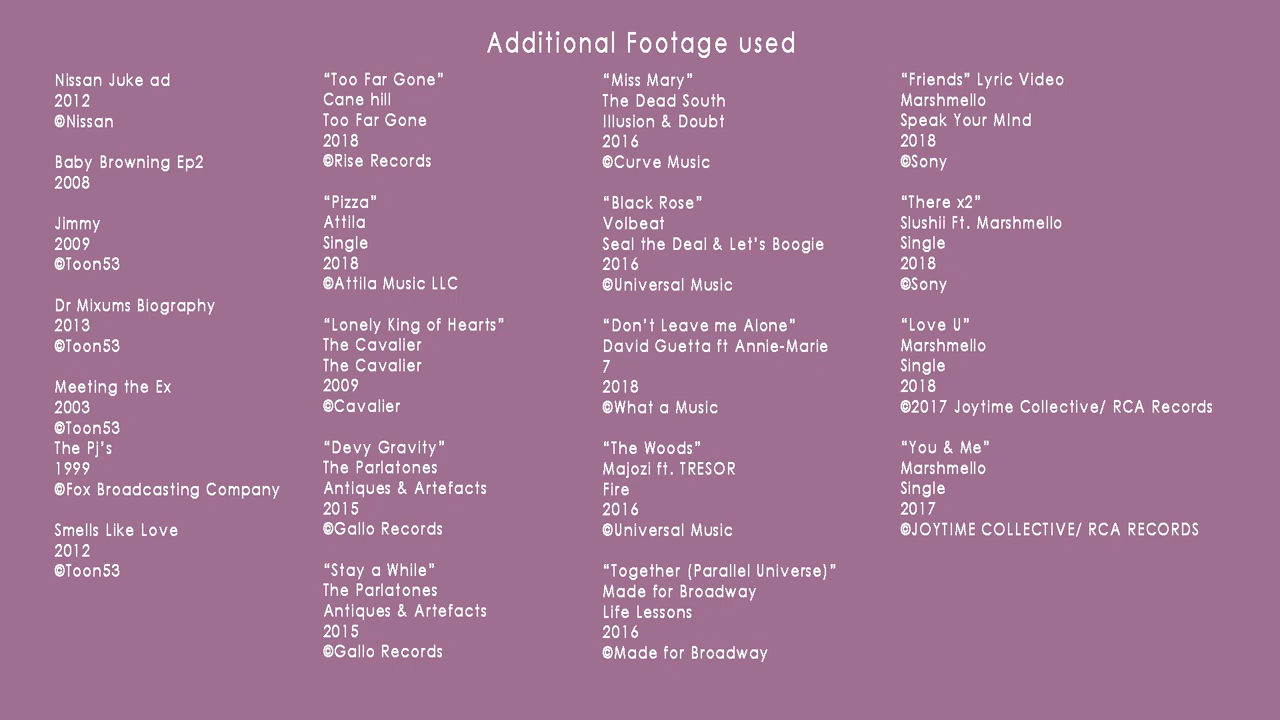 Additional Footage used
Nissan Juke ad
2012
©Nissan
Baby Browning Ep2
2008
Jimmy
2009
©Toon53
Dr Mixums Biography
2013
©Toon53
Meeting the Ex
2003
©Toon53
The Pj's
1999
©Fox Broadcasting Company
Smells Like Love
2012
©Toon53
“Too Far Gone”
Cane hill
Too Far Gone
2018
©Rise Records
“Pizza”
Attila
Single
2018
©Attila Music LLC
“Lonely King of Hearts”
The Cavalier
The Cavalier
2009
©Cavalier
“Devy Gravity”
The Parlatones
Antiques & Artefacts
2015
©Gallo Records
“Stay a While”
The Parlatones
Antiques & Artefacts
2015
©Gallo Records
“Miss Mary”
The Dead South
Illusion & Doubt
2016
©Curve Music
“Black Rose”
Volbeat
Seal the Deal & Let's Boogie
2016
©Universal Music
“Don't Leave me Alone”
David Guetta ft Annie-Marie
7
2018
©What a Music
“The Woods”
Majozi ft. TRESOR
Fire
2016
©Universal Music
“Together (Parallel Universe)”
Made for Broadway
Life Lessons
2016
©Made for Broadway
“Friends” Lyric Video
Marshmello
Speak Your MInd
2018
©Sony
“There x2”
Slushii Ft. Marshmello
Single
2018
©Sony
“Love U”
Marshmello
Single
2018
©2017 Joytime Collective/ RCA Records
“You & Me”
Marshmello
Single
2017
©JOYTIME COLLECTIVE/ RCA RECORDS